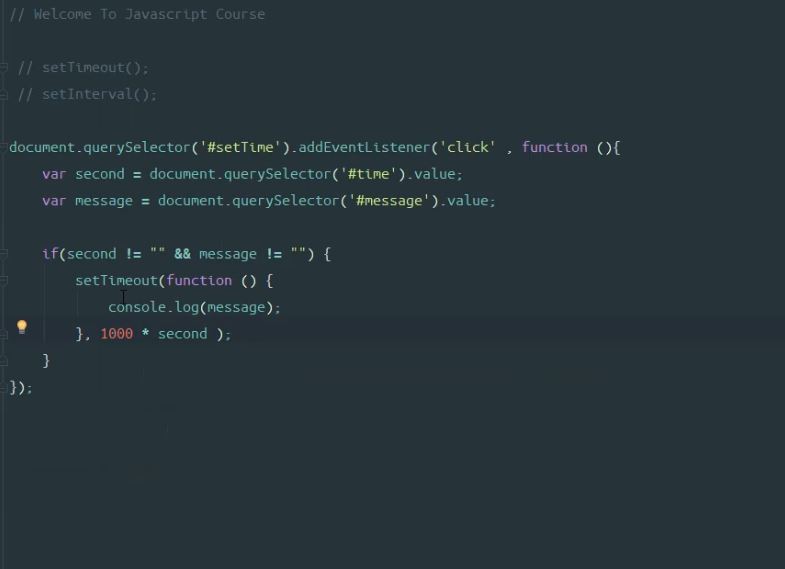 // Welcome To Javascript Course
// setTimeout();
// setInterval();
document.querySelector('#setTime').addEventListener('click' , function (){
var second = document.querySelector('#time').value;
var message = document.querySelector('#message').value;
if(second != "" && message != "") {
setTimeout(function () {
console.log(message);
}, 1000 * second );
}
});